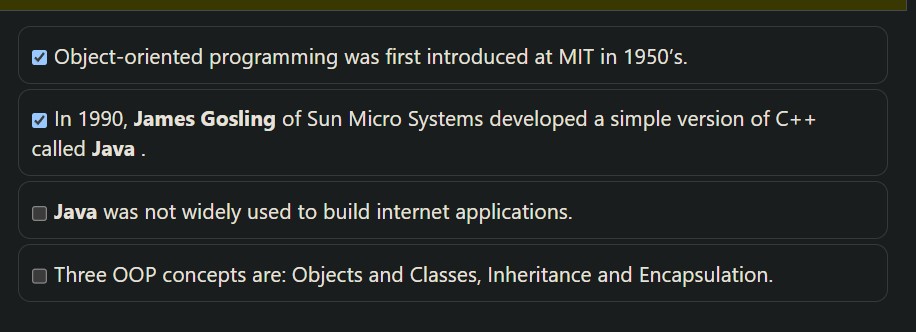 Object-oriented programming was first introduced at MIT in 1950’s.
In 1990, James Gosling of Sun Micro Systems developed a simple version of C++
called Java .
Java was not widely used to build internet applications.
Three OOP concepts are: Objects and Classes, Inheritance and Encapsulation.